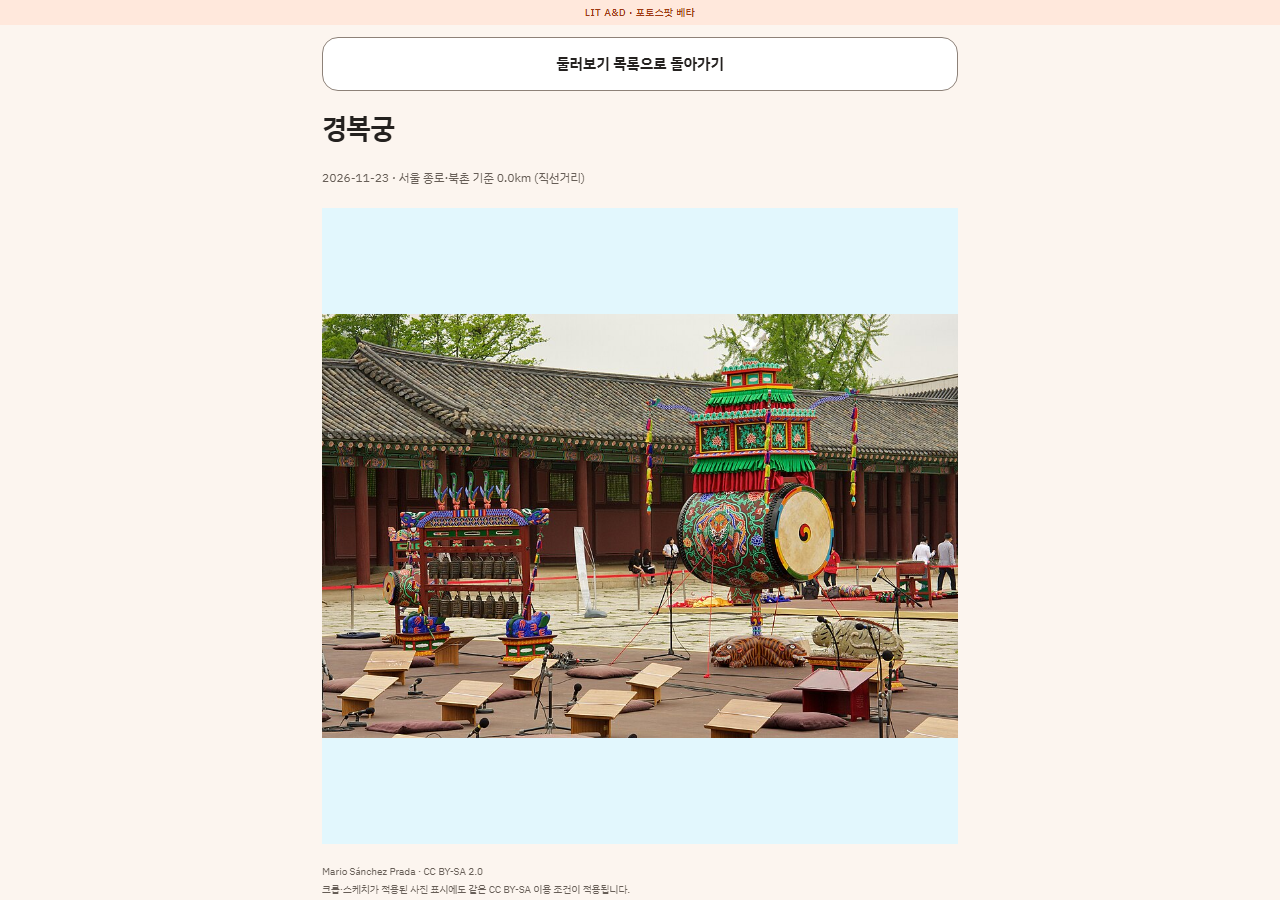 LIT A&D · 포토스팟 베타
둘러보기 목록으로 돌아가기
경복궁
2026-11-23 · 서울 종로·북촌 기준 0.0km (직선거리)
Mario Sánchez Prada · CC BY-SA 2.0
크롭·스케치가 적용된 사진 표시에도 같은 CC BY-SA 이용 조건이 적용됩니다.